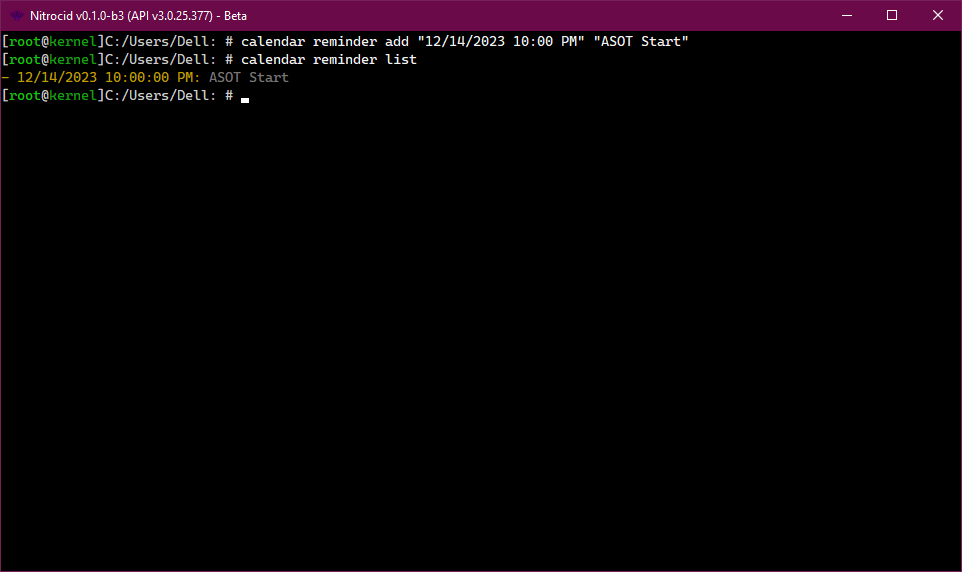 Nitrocid v0.1.0-b3 (API v3.0.25.377) - Beta
[root@kernel]C:/Users/Dell: # calendar reminder add "12/14/2023 10:00 PM" "ASOT Start"
[root@kernel]C:/Users/Dell: # calendar reminder list
- 12/14/2023 10:00:00 PM: ASOT Start
[root@kernel]C:/Users/Dell: #